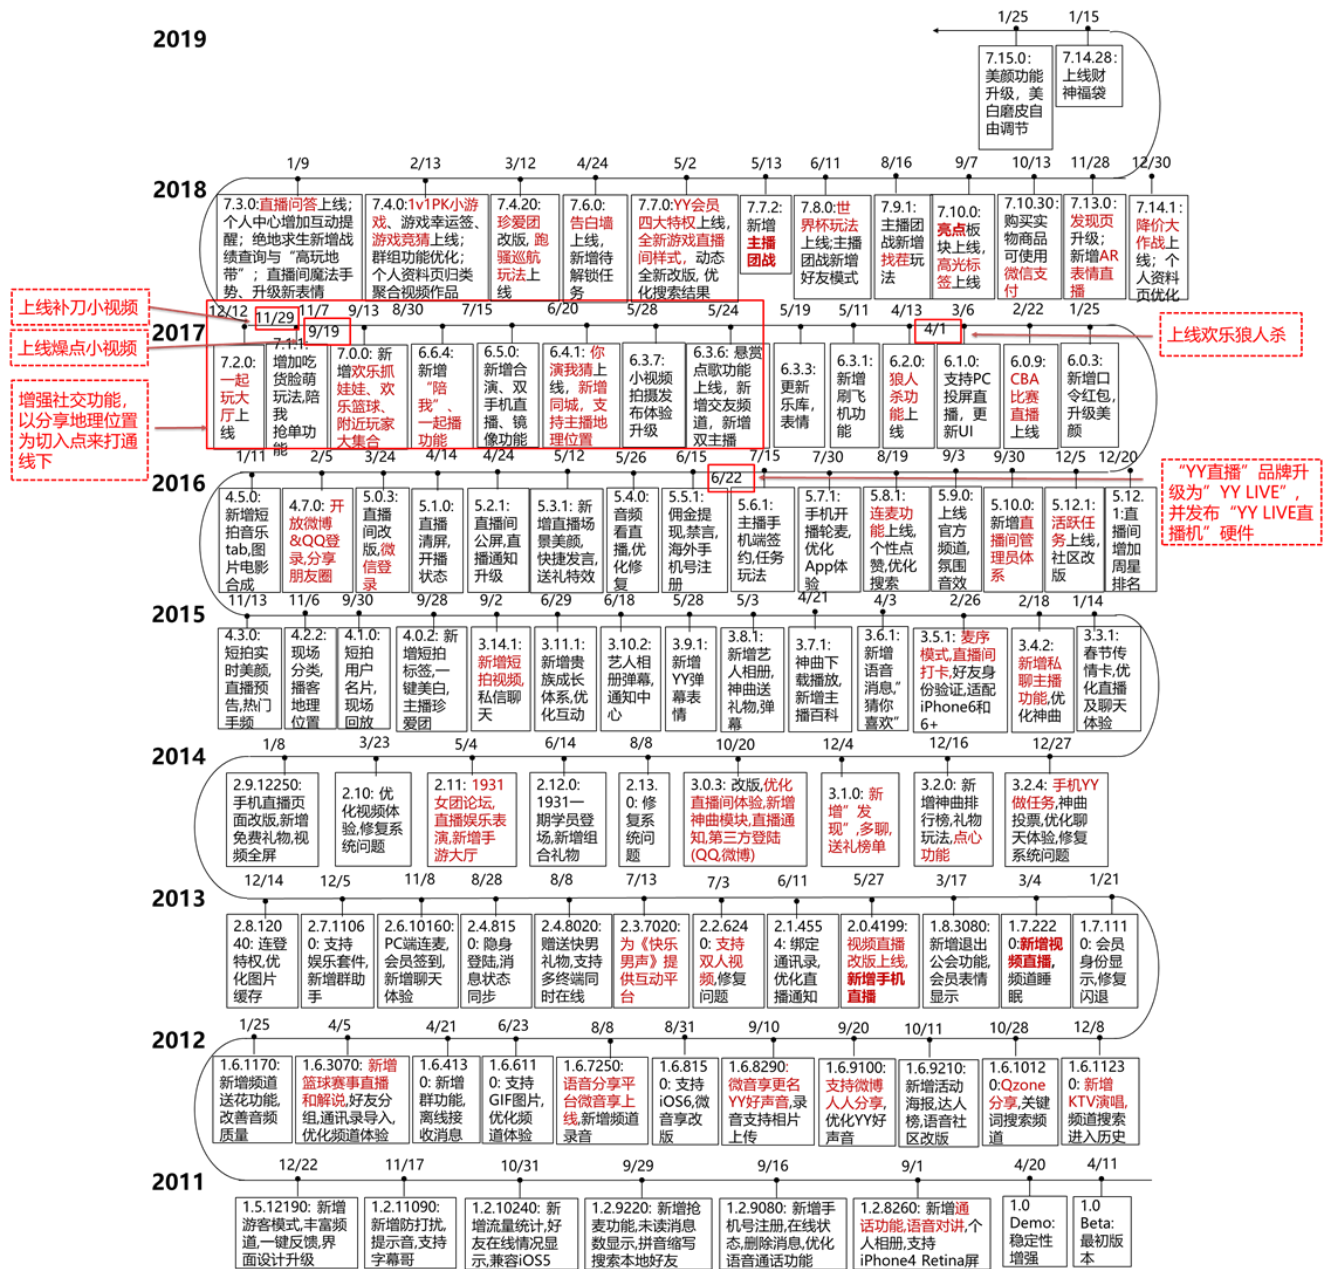 2019
1/25
1/15
7.15.0:
美颜功能
升级，美
白磨皮自
由调节
7.14.28:
上线财
神福袋
2018
1/9
2/13
3/12
4/24
5/2
5/13
6/11
8/16
9/7
10/13
11/28
12/30
7.3.0:直播问答上线；
个人中心增加互动提
醒；绝地求生新增战
绩查询与“高玩地
带”；直播间魔法手
势、升级新表情
7.4.0:1v1PK小游
戏、游戏幸运签、
游戏竞猜上线；
群组功能优化；
个人资料页归类
聚合视频作品
7.4.20:
珍爱团
改版, 跑
骚巡航
玩法上
线
7.6.0:
告白墙
上线，
新增待
解锁任
务
7.7.0:YY会员
四大特权上线,
全新游戏直播
间样式，动态
全新改版, 优
化搜索结果
7.7.2:
新增
主播
团战
7.8.0:世
界杯玩法
上线;主播
团战新增
好友模式
7.9.1:
主播团
战新增
找茬玩
法
7.10.0:
亮点板
块上线,
高光标
签上线
7.10.30:
购买实
物商品
可使用
微信支
付
7.13.0:
发现页
升级；
新增AR
表情直
播
7.14.1:
降价大
作战上
线；个
人资料
页优化
上线补刀小视频
上线燥点小视频
增强社交功能，
以分享地理位置
为切入点来打通
线下
上线欢乐狼人杀
2017
12/12
11/29
11/7
9/19
9/13
8/30
7/15
6/20
5/28
5/24
5/19
5/11
4/13
4/1
3/6
2/22
1/25
7.2.0:
一起
玩大
厅上
线
7.1.1:
增加吃
货脸萌
玩法,陪
我
抢单功
能
7.0.0: 新
增欢乐抓
娃娃、欢
乐篮球、
附近玩家
大集合
6.6.4:
新增
“陪
我”、
一起播
功能
6.5.0:
新增合
演、双
手机直
播、镜
像功能
6.4.1: 你
演我猜上
线，新增
同城，支
持主播地
理位置
6.3.7:
小视频
拍摄发
布体验
升级
6.3.6: 悬赏
点歌功能
上线，新
增交友频
道，新增
双主播
6.3.3:
更新
乐库,
表情
6.3.1:
新增
刷飞
机功
能
6.2.0:
狼人
杀功
能上
线
6.1.0:
支持PC
投屏直
播，更
新UI
6.0.9:
CBA
比赛
直播
上线
6.0.3:
新增口
令红包,
升级美
颜
2016
1/11
2/5
3/24
4/14
4/24
5/12
5/26
6/15
6/22
7/15
7/30
8/19
9/3
9/30
12/5
12/20
“YY直播”品牌升
级为”YY LIVE”,
并发布“YY LIVE直
播机”硬件
4.5.0:
新增短
拍音乐
tab,图
片电影
合成
4.7.0: 开
放微博
&QQ登
录,分享
朋友圈
5.0.3:
直播
间改
版,微
信登
录
5.1.0:
直播
清屏,
开播
状态
5.2.1:
直播间
公屏,直
播通知
升级
5.3.1: 新
增直播场
景美颜,
快捷发言,
送礼特效
5.4.0:
音频
看直
播,优
化修
复
5.5.1:
佣金提
现,禁言,
海外手
机号注
册
5.6.1:
主播手
机端签
约,任务
玩法
5.7.1:
手机开
播轮麦,
优化
App体
验
5.8.1:
连麦功
能上线,
个性点
赞,优化
搜索
5.9.0:
上线
官方
频道,
氛围
音效
5.10.0:
新增直
播间管
理员体
系
5.12.1:
活跃任
务上线,
社区改
版
5.12.
1:直播
间增加
周星
排名
2015
11/13
11/6
9/30
9/28
9/2
6/29
6/18
5/28
5/3
4/21
4/3
2/26
2/18
1/14
4.3.0:
短拍实
时美颜,
直播预
告,热门
手频
4.2.2:
现场
分类,
播客
地理
位置
4.1.0:
短拍
用户
名片,
现场
回放
4.0.2: 新
增短拍
标签,一
键美白,
主播珍
爱团
3.14.1:
新增短
拍视频,
私信聊
天
3.11.1:
新增贵
族成长
体系,优
化互动
3.10.2:
艺人相
册弹幕,
通知中
心
3.9.1:
新增
YY弹
幕表
情
3.8.1:
新增艺
人相册,
神曲送
礼物,弹
幕
3.7.1:
神曲下
载播放,
新增主
播百科
3.6.1:
新增
语音
消息,”
猜你
喜欢”
3.5.1: 麦序
模式,直播间
打卡,好友身
份验证,适配
iPhone6和
6+
3.4.2:
新增私
聊主播
功能,优
化神曲
3.3.1:
春节传
情卡,优
化直播
及聊天
体验
2014
1/8
3/23
5/4
6/14
8/8
10/20
12/4
12/16
12/27
2.9.12250:
手机直播页
面改版,新增
免费礼物,视
频全屏
2.10: 优
化视频体
验,修复系
统问题
2.11: 1931
女团论坛,
直播娱乐表
演,新增手
游大厅
2.12.0:
1931一
期学员登
场,新增组
合礼物
2.13.
0: 修
复系
统问
题
3.0.3: 改版,优化
直播间体验,新增
神曲模块,直播通
知,第三方登陆
(QQ,微博)
3.1.0: 新
增”发
现”,多聊,
送礼榜单
3.2.0: 新
增神曲排
行榜,礼物
玩法,点心
功能
3.2.4: 手机YY
做任务,神曲
投票,优化聊
天体验,修复
系统问题
2013
12/14
12/5
11/8
8/28
8/8
7/13
7/3
6/11
5/27
3/17
3/4
1/21
2.8.120
40: 连登
特权,优
化图片
缓存
2.7.1106
0: 支持
娱乐套件,
新增群助
手
2.6.10160:
PC端连麦,
会员签到,
新增聊天
体验
2.4.815
0: 隐身
登陆,消
息状态
同步
2.4.8020:
赠送快男
礼物,支持
多终端同
时在线
2.3.7020:
为《快乐
男声》提
供互动平
台
2.2.624
0: 支持
双人视
频,修复
问题
2.1.455
4: 绑定
通讯录,
优化直
播通知
2.0.4199:
视频直播
改版上线,
新增手机
直播
1.8.3080:
新增退出
公会功能,
会员表情
显示
1.7.222
0:新增视
频直播,
频道睡
眠
1.7.111
0: 会员
身份显
示,修复
闪退
2012
1/25
4/5
4/21
6/23
8/8
8/31
9/10
9/20
10/11
10/28
12/8
1.6.1170:
新增频道
送花功能,
改善音频
质量
1.6.3070: 新增
篮球赛事直播
和解说,好友分
组,通讯录导入,
优化频道体验
1.6.413
0: 新增
群功能,
离线接
收消息
1.6.611
0: 支持
GIF图片,
优化频
道体验
1.6.7250:
语音分享平
台微音享上
线,新增频道
录音
1.6.815
0: 支持
iOS6,微
音享改
版
1.6.8290:
微音享更名
YY好声音,录
音支持相片
上传
1.6.9100:
支持微博
人人分享,
优化YY好
声音
1.6.9210:
新增活动
海报,达人
榜,语音社
区改版
1.6.1012
0:Qzone
分享,关键
词搜索频
道
1.6.1123
0: 新增
KTV演唱,
频道搜索
进入历史
2011
12/22
11/17
10/31
9/29
9/16
9/1
4/20
4/11
1.5.12190: 新增
游客模式,丰富频
道,一键反馈,界
面设计升级
1.2.11090:
新增防打扰,
提示音,支持
字幕哥
1.2.10240: 新
增流量统计,好
友在线情况显
示,兼容iOS5
1.2.9220: 新增抢
麦功能,未读消息
数显示,拼音缩写
搜索本地好友
1.2.9080: 新增手
机号注册,在线状
态,删除消息,优化
语音通话功能
1.2.8260: 新增通
话功能,语音对讲,个
人相册,支持
iPhone4 Retina屏
1.0
Demo:
稳定性
增强
1.0
Beta:
最初版
本